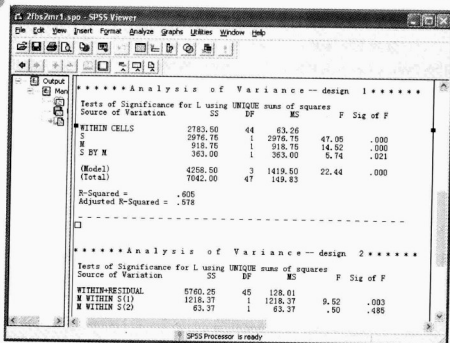 2fbs2mr1.spo - SPSS Viewer
File Edit View Insert Format Analyze Graphs Utilities Window Help
Output
Man
* * * * * * A n a l y s i s o f V a r i a n c e -- design 1 * * * * * *
Tests of Significance for L using UNIQUE sums of squares
Source of Variation SS DF MS F Sig of F
WITHIN CELLS 2783.50 44 63.26
S 2976.75 1 2976.75 47.05 .000
M 918.75 1 918.75 14.52 .000
S BY M 363.00 1 363.00 5.74 .021
(Model) 4258.50 3 1419.50 22.44 .000
(Total) 7042.00 47 149.83
R-Squared = .605
Adjusted R-Squared = .578
* * * * * * A n a l y s i s o f V a r i a n c e -- design 2 * * * * * *
Tests of Significance for L using UNIQUE sums of squares
Source of Variation SS DF MS F Sig of F
WITHIN+RESIDUAL 5760.25 45 128.01
M WITHIN S(1) 1218.37 1 1218.37 9.52 .003
M WITHIN S(2) 63.37 1 63.37 .50 .485
SPSS Processor is ready